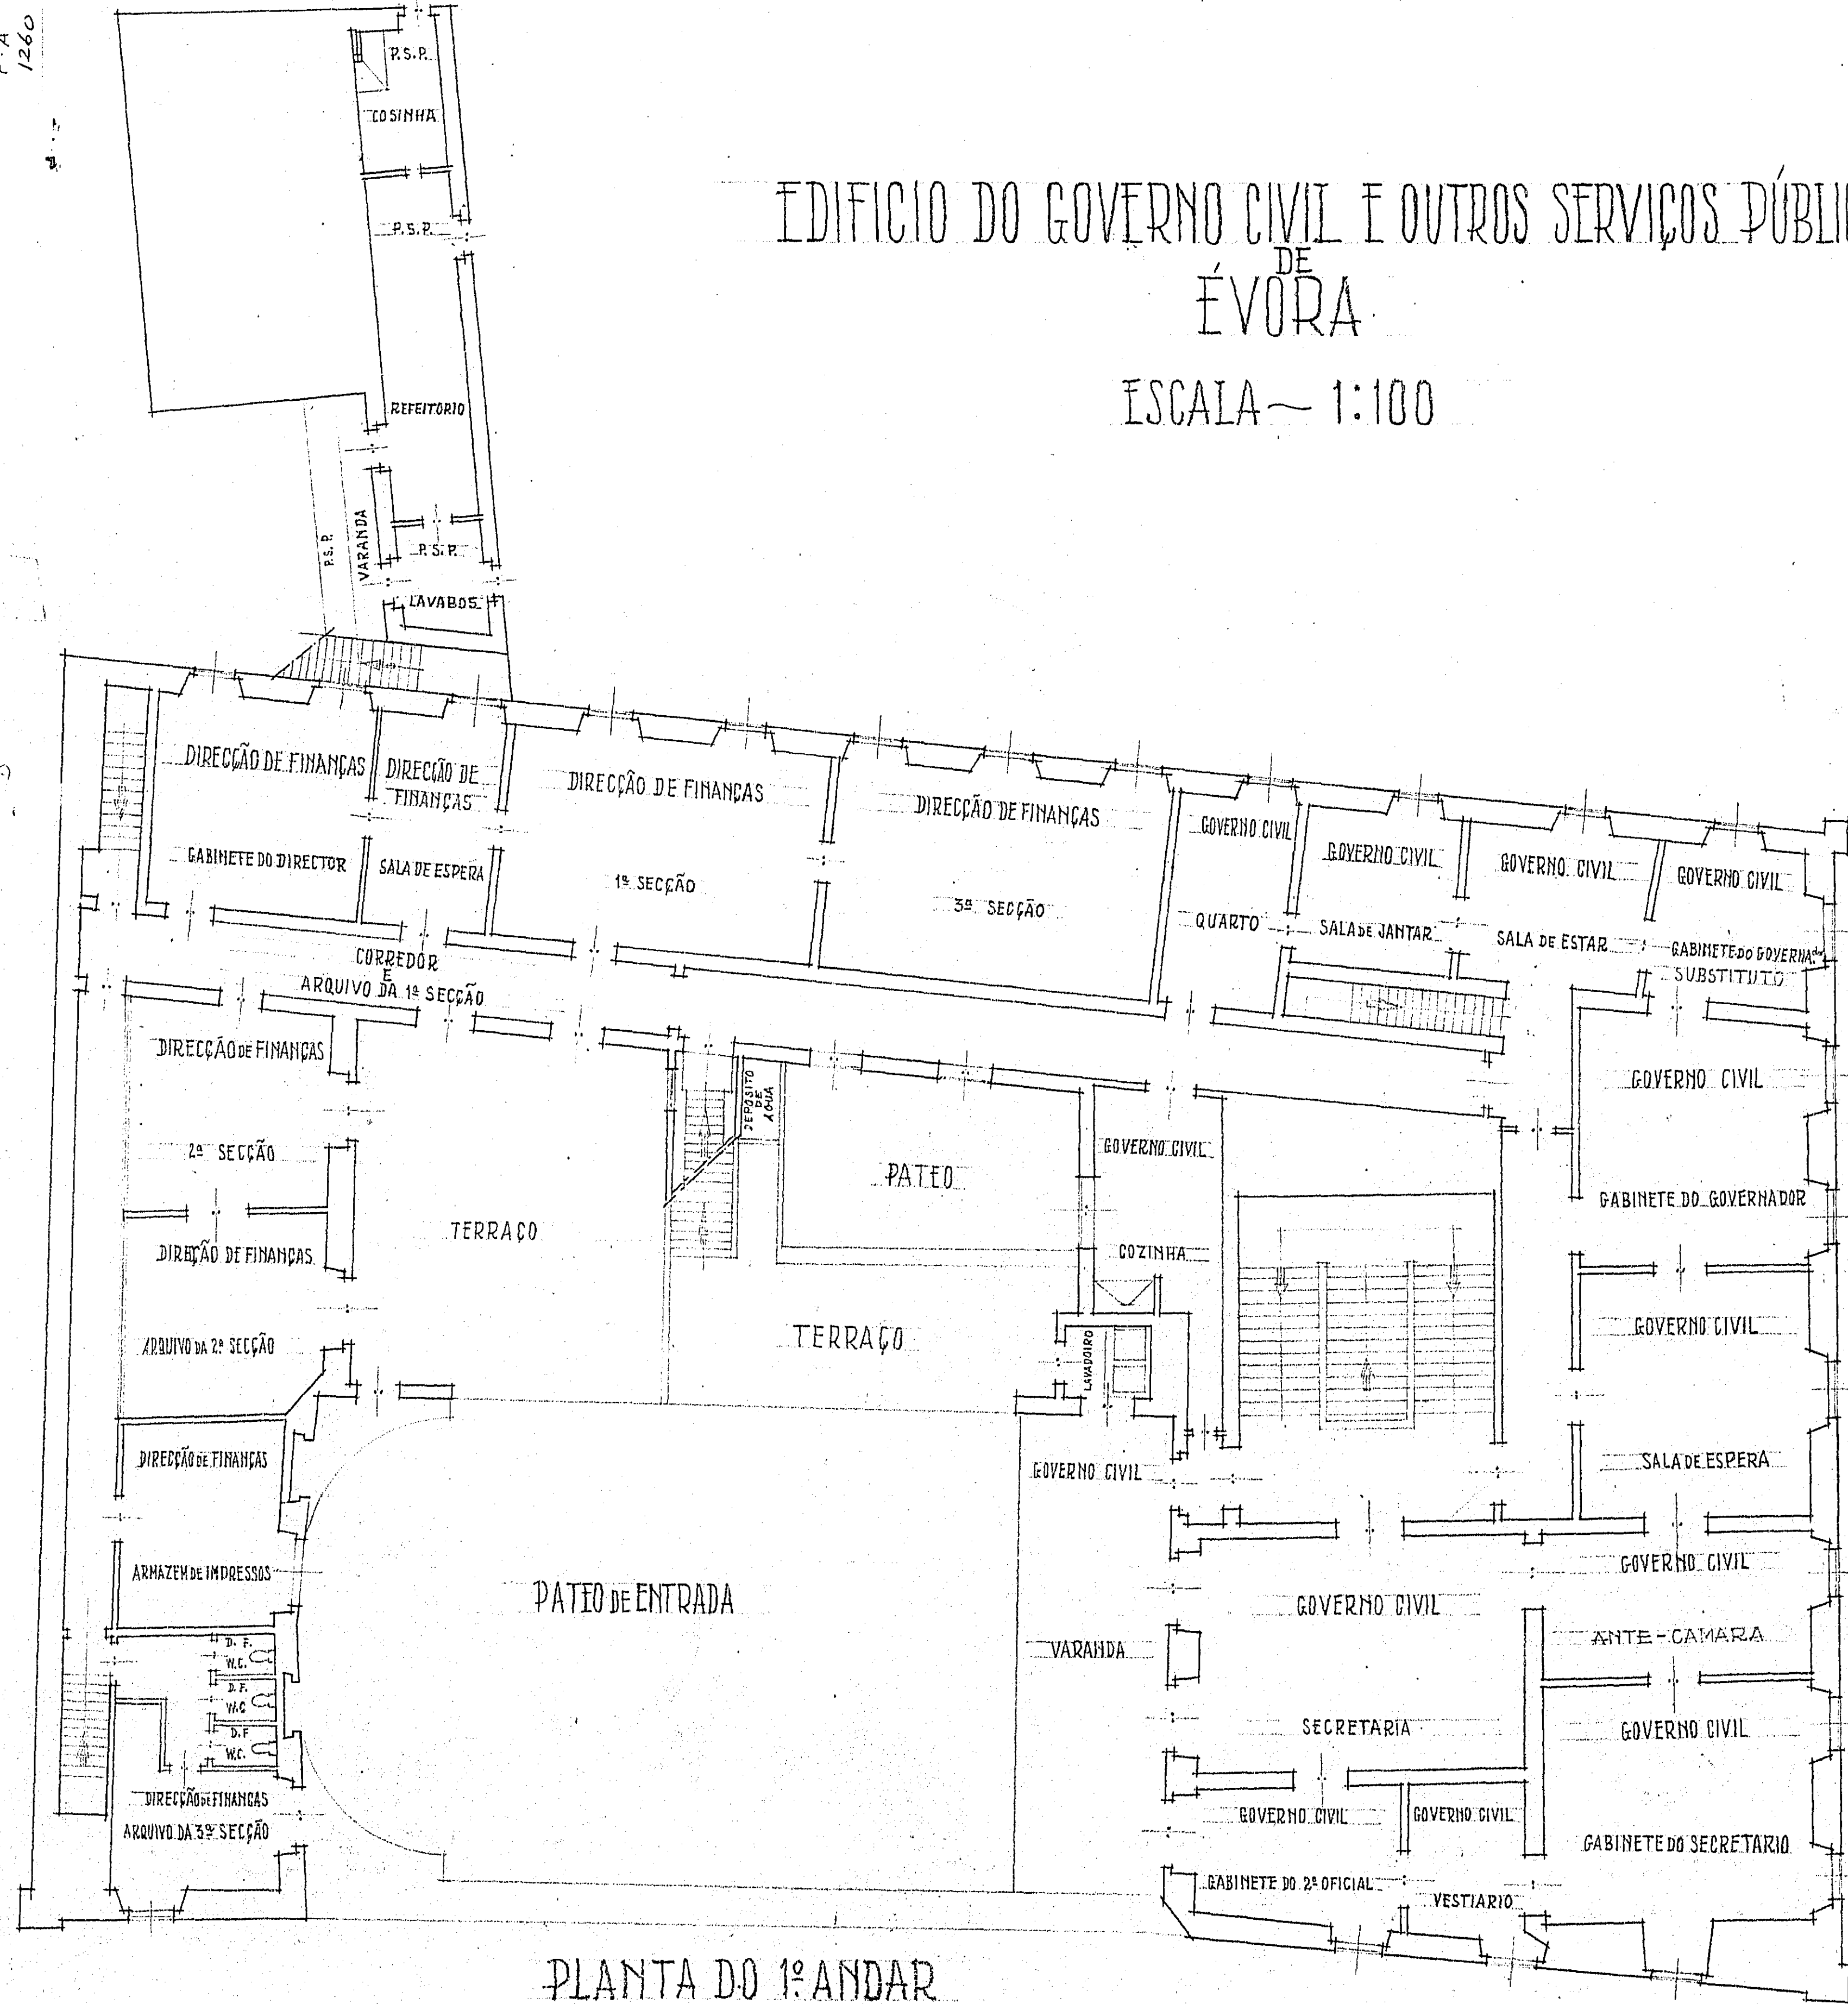 1260
EDIFICIO DO GOVERNO CIVIL E OUTROS SERVIÇOS PÚBLI
DE
ÉVORA
ESCALA ~ 1:100
P.S.P.
COSINHA
P.S.P.
REFEITORIO
P.S.P.
VARANDA
P.S.P.
LAVABOS
DIRECÇÃO DE FINANÇAS
GABINETE DO DIRECTOR
DIRECÇÃO DE
FINANÇAS
SALA DE ESPERA
DIRECÇÃO DE FINANÇAS
1ª SECÇÃO
DIRECÇÃO DE FINANÇAS
3ª SECÇÃO
GOVERNO CIVIL
QUARTO
GOVERNO CIVIL
SALA DE JANTAR
GOVERNO CIVIL
SALA DE ESTAR
GOVERNO CIVIL
GABINETE DO GOVERNA.dor
SUBSTITUTO
CORREDOR
E
ARQUIVO DA 1ª SECÇÃO
DIRECÇÃO DE FINANÇAS
2ª SECÇÃO
DIREÇÃO DE FINANÇAS
ARQUIVO DA 2ª SECÇÃO
TERRAÇO
DEPOSITO
DE
AGUA
PATEO
TERRAÇO
GOVERNO CIVIL
COZINHA
LAVADOIRO
GOVERNO CIVIL
GABINETE DO GOVERNADOR
GOVERNO CIVIL
SALA DE ESPERA
DIRECÇÃO DE FINANÇAS
ARMAZEM DE IMPRESSOS
D. F.
W.C.
D. F.
W.C
D.F
W.C.
DIRECÇÃO DE FINANCAS
ARQUIVO DA 3ª SECÇÃO
PATEO DE ENTRADA
GOVERNO CIVIL
VARANDA
GOVERNO CIVIL
SECRETARIA
GOVERNO CIVIL
ANTE-CAMARA
GOVERNO CIVIL
GABINETE DO SECRETARIO
GOVERNO CIVIL
GABINETE DO 2º OFICIAL
GOVERNO CIVIL
VESTIARIO
PLANTA DO 1º ANDAR